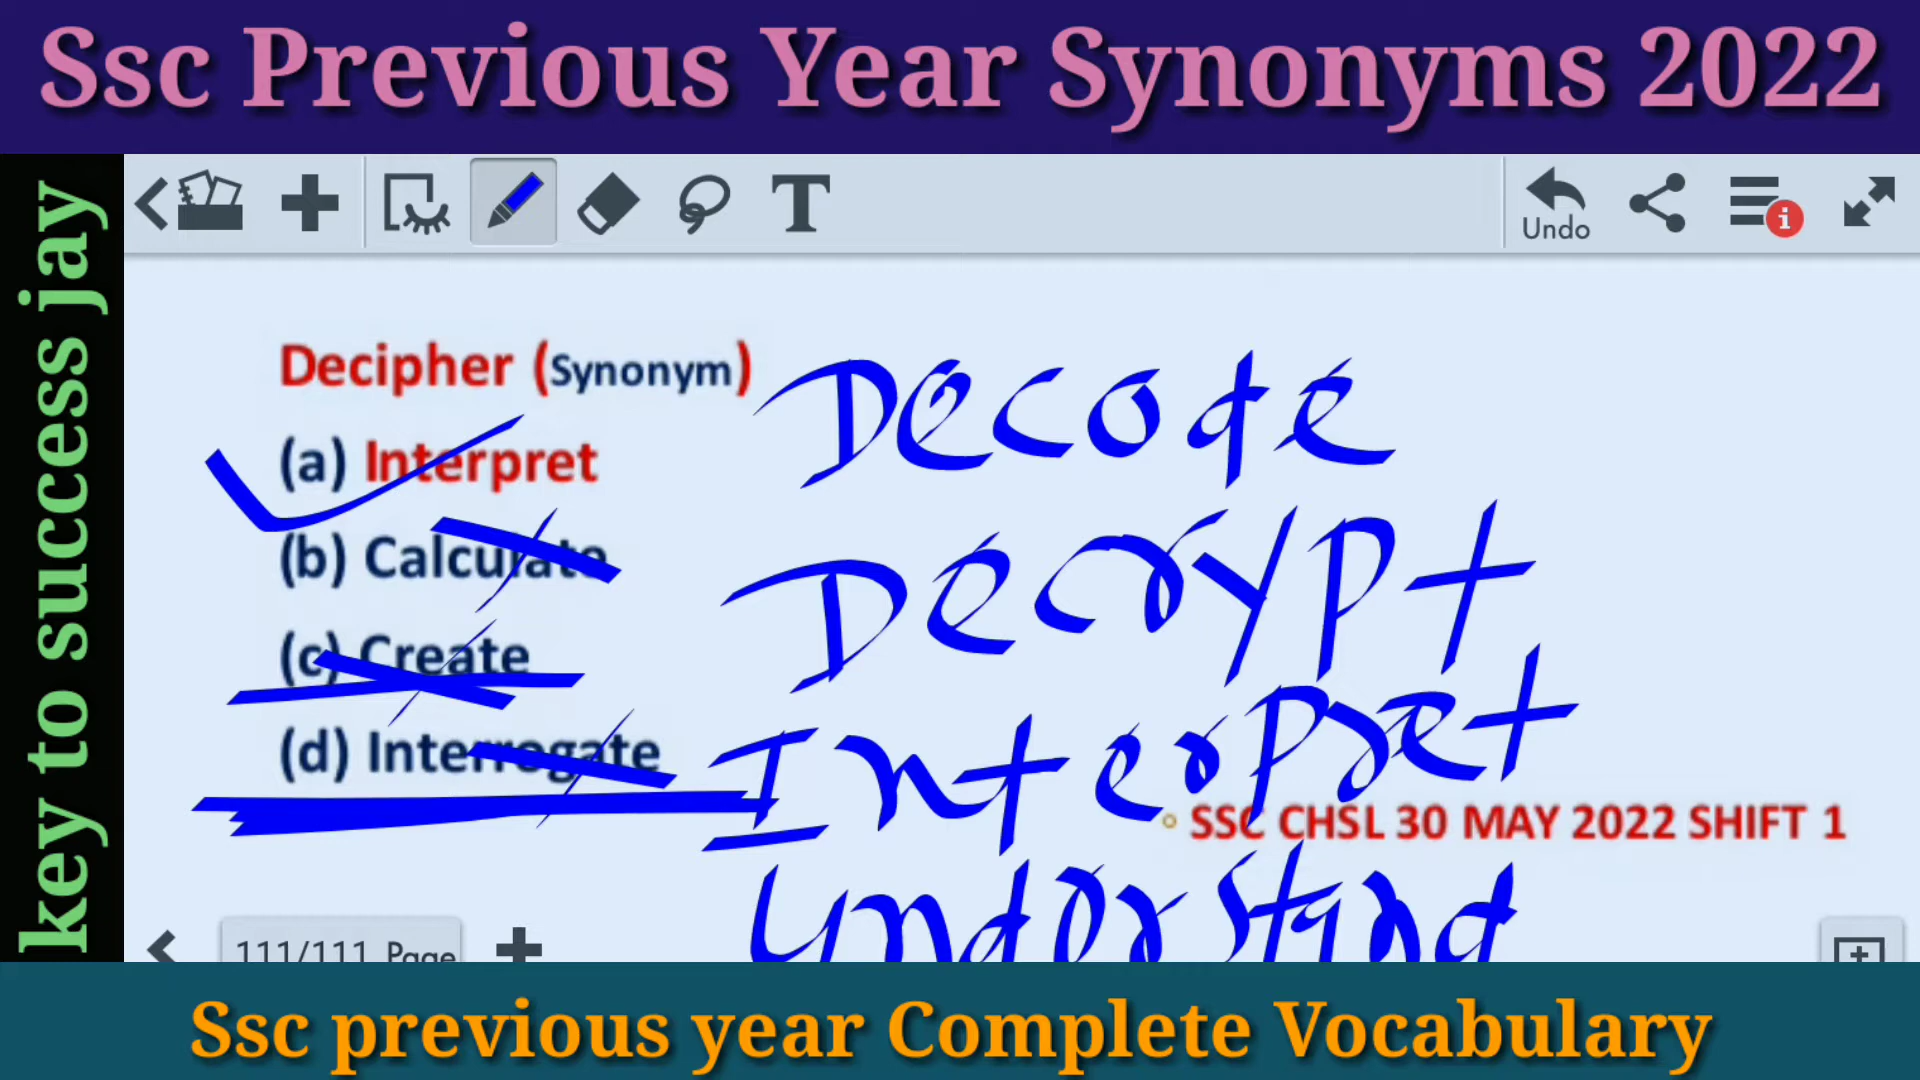 Ssc Previous Year Synonyms 2022
key to success jay
Undo
Decipher (Synonym)
(a) Interpret
(b) Calculate
(c) Create
(d) Interrogate
Decode
Decrypt
Interpret
Understand
SSC CHSL 30 MAY 2022 SHIFT 1
111/111 Page
Ssc previous year Complete Vocabulary